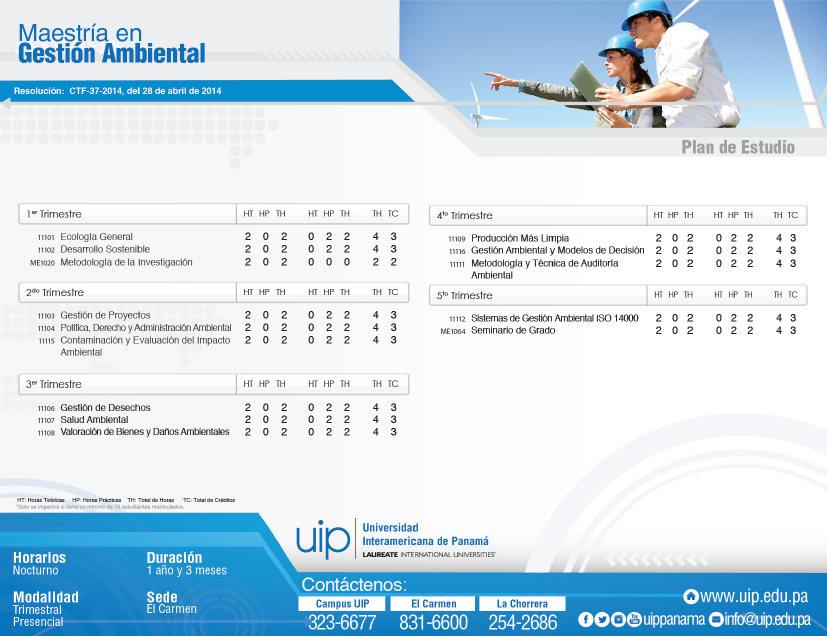 Maestría en
Gestión Ambiental
Resolución: CTF-37-2014, del 28 de abril de 2014
Plan de Estudio
1er Trimestre HT HP TH HT HP TH TH TC
11101 Ecología General 2 0 2 0 2 2 4 3
11102 Desarrollo Sostenible 2 0 2 0 2 2 4 3
ME1020 Metodología de la Investigación 2 0 2 0 0 0 2 2
2do Trimestre HT HP TH HT HP TH TH TC
11103 Gestión de Proyectos 2 0 2 0 2 2 4 3
11104 Política, Derecho y Administración Ambiental 2 0 2 0 2 2 4 3
11115 Contaminación y Evaluación del Impacto 2 0 2 0 2 2 4 3
Ambiental
3er Trimestre HT HP TH HT HP TH TH TC
11106 Gestión de Desechos 2 0 2 0 2 2 4 3
11107 Salud Ambiental 2 0 2 0 2 2 4 3
11108 Valoración de Bienes y Daños Ambientales 2 0 2 0 2 2 4 3
4to Trimestre HT HP TH HT HP TH TH TC
11109 Producción Más Limpia 2 0 2 0 2 2 4 3
11116 Gestión Ambiental y Modelos de Decisión 2 0 2 0 2 2 4 3
11111 Metodología y Técnica de Auditoría 2 0 2 0 2 2 4 3
Ambiental
5to Trimestre HT HP TH HT HP TH TH TC
11112 Sistemas de Gestión Ambiental ISO 14000 2 0 2 0 2 2 4 3
ME1064 Seminario de Grado 2 0 2 0 2 2 4 3
HT: Horas Teóricas HP: Horas Prácticas TH: Total de Horas TC: Total de Créditos
*Solo se impartirá si tiene un mínimo de 15 estudiantes matriculados.
uip
Universidad
Interamericana de Panamá
LAUREATE INTERNATIONAL UNIVERSITIES®
Horarios
Nocturno
Duración
1 año y 3 meses
Modalidad
Trimestral
Presencial
Sede
El Carmen
Contáctenos:
Campus UIP El Carmen La Chorrera
323-6677 831-6600 254-2686
www.uip.edu.pa
uippanama info@uip.edu.pa